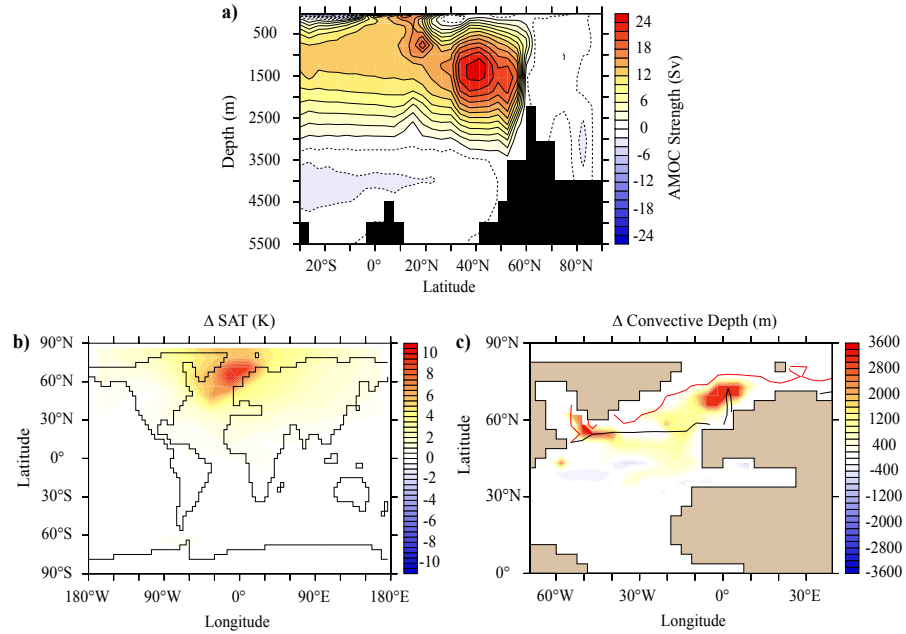 a)
500
1500
2500
3500
4500
5500
Depth (m)
20°S
0°
20°N
40°N
60°N
80°N
Latitude
24
18
12
6
0
-6
-12
-18
-24
AMOC Strength (Sv)
b)
Δ SAT (K)
90°N
60°N
30°N
0°
30°S
60°S
90°S
Latitude
180°W
90°W
0°
90°E
180°E
Longitude
10
8
6
4
2
0
-2
-4
-6
-8
-10
c)
Δ Convective Depth (m)
90°N
60°N
30°N
0°
Latitude
60°W
30°W
0°
30°E
Longitude
3600
2800
2000
1200
400
-400
-1200
-2000
-2800
-3600